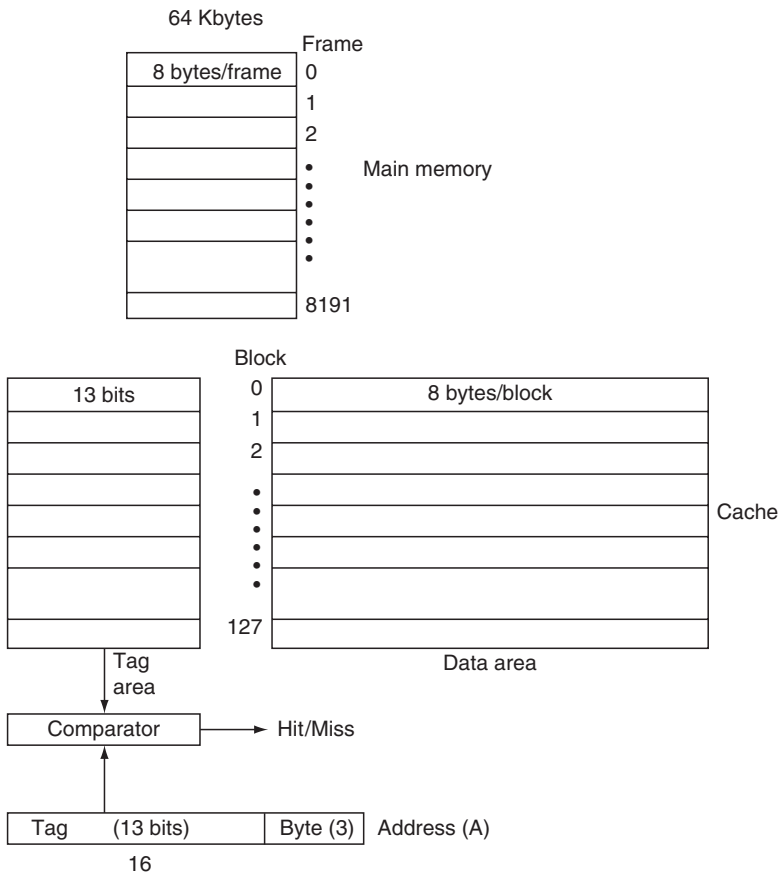 64 Kbytes
Frame
8 bytes/frame 0
1
2
Main memory
8191
Block
13 bits 0 8 bytes/block
1
2
Cache
127
Tag area
Data area
Comparator Hit/Miss
Tag (13 bits) Byte (3) Address (A)
16